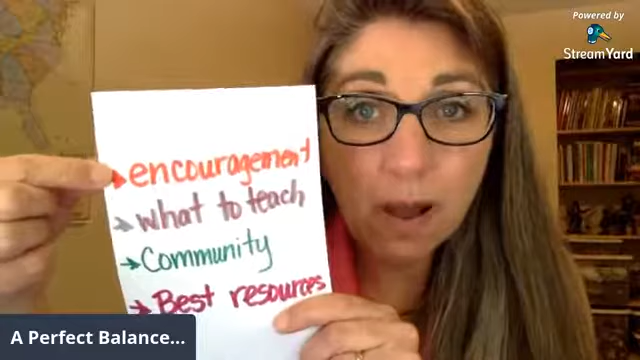 Powered by
StreamYard
encouragement
what to teach
Community
Best resources
A Perfect Balance...